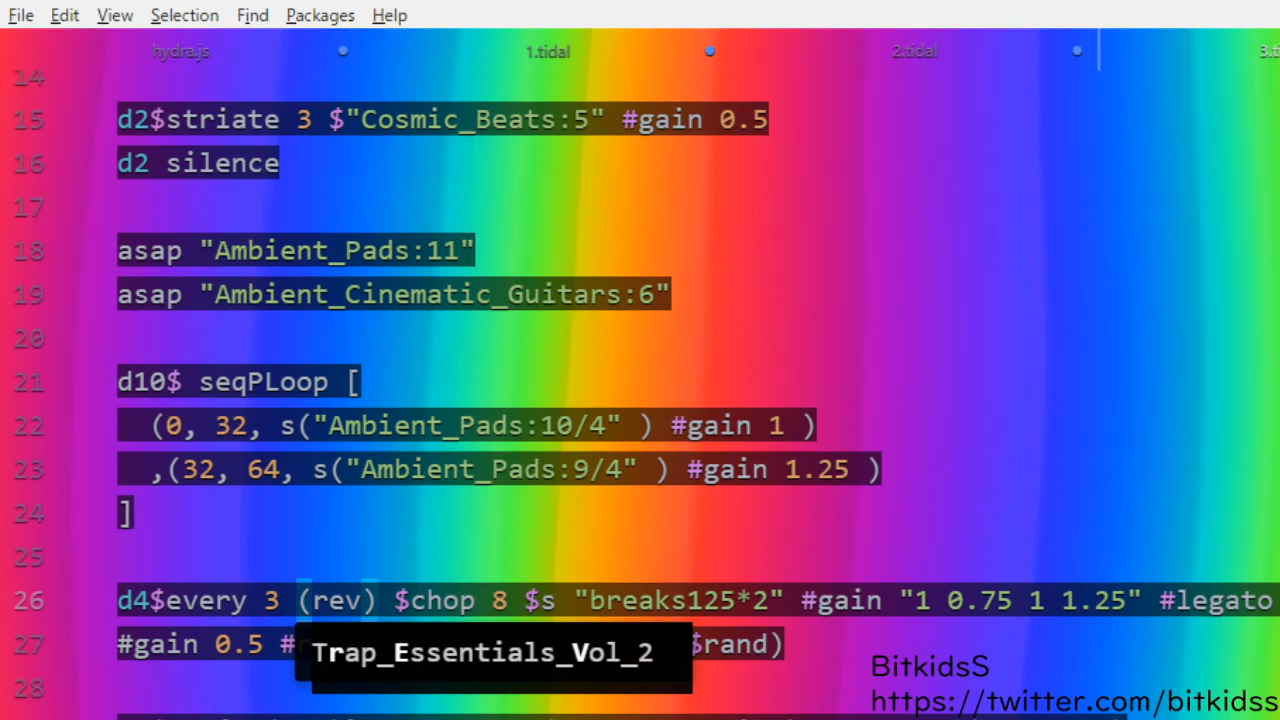 File Edit View Selection Find Packages Help
hydra.js 1.tidal 2.tidal
14
15 d2$striate 3 $"Cosmic_Beats:5" #gain 0.5
16 d2 silence
17
18 asap "Ambient_Pads:11"
19 asap "Ambient_Cinematic_Guitars:6"
20
21 d10$ seqPLoop [
22 (0, 32, s("Ambient_Pads:10/4" ) #gain 1 )
23 ,(32, 64, s("Ambient_Pads:9/4" ) #gain 1.25 )
24 ]
25
26 d4$every 3 (rev) $chop 8 $s "breaks125*2" #gain "1 0.75 1 1.25" #legato
27 #gain 0.5 # $rand)
Trap_Essentials_Vol_2
28
BitkidsS
https://twitter.com/bitkidss